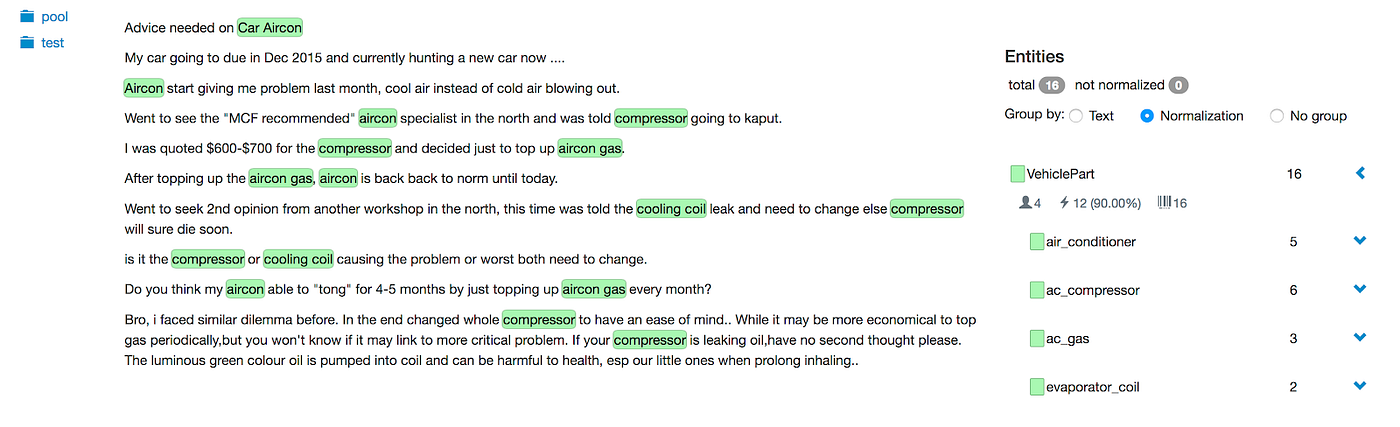 pool
test
Advice needed on Car Aircon
My car going to due in Dec 2015 and currently hunting a new car now ....
Aircon start giving me problem last month, cool air instead of cold air blowing out.
Went to see the "MCF recommended" aircon specialist in the north and was told compressor going to kaput.
I was quoted $600-$700 for the compressor and decided just to top up aircon gas.
After topping up the aircon gas, aircon is back back to norm until today.
Went to seek 2nd opinion from another workshop in the north, this time was told the cooling coil leak and need to change else compressor
will sure die soon.
is it the compressor or cooling coil causing the problem or worst both need to change.
Do you think my aircon able to "tong" for 4-5 months by just topping up aircon gas every month?
Bro, i faced similar dilemma before. In the end changed whole compressor to have an ease of mind.. While it may be more economical to top
gas periodically,but you won't know if it may link to more critical problem. If your compressor is leaking oil,have no second thought please.
The luminous green colour oil is pumped into coil and can be harmful to health, esp our little ones when prolong inhaling..
Entities
total 16 not normalized 0
Group by: Text Normalization No group
VehiclePart 16
4 12 (90.00%) 16
air_conditioner 5
ac_compressor 6
ac_gas 3
evaporator_coil 2